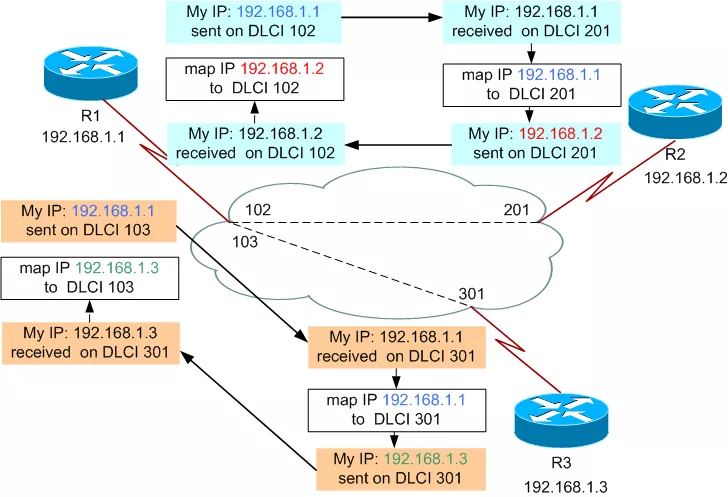 My IP: 192.168.1.1
sent on DLCI 102
My IP: 192.168.1.1
received on DLCI 201
map IP 192.168.1.2
to DLCI 102
map IP 192.168.1.1
to DLCI 201
My IP: 192.168.1.2
received on DLCI 102
My IP: 192.168.1.2
sent on DLCI 201
R1
192.168.1.1
R2
192.168.1.2
102
201
103
301
My IP: 192.168.1.1
sent on DLCI 103
map IP 192.168.1.3
to DLCI 103
My IP: 192.168.1.3
received on DLCI 301
My IP: 192.168.1.1
received on DLCI 301
map IP 192.168.1.1
to DLCI 301
My IP: 192.168.1.3
sent on DLCI 301
R3
192.168.1.3